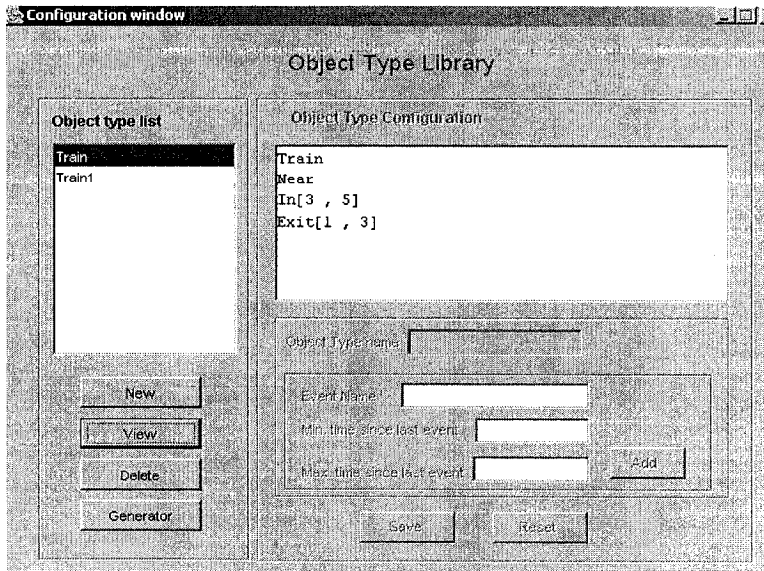 Configuration window
Object Type Library
Object type list
Train
Train1
New
View
Delete
Generator
Object Type Configuration
Train
Near
In[3 , 5]
Exit[1 , 3]
Object Type name
Event Name
Min. time since last event
Max. time since last event
Add
Save
Reset